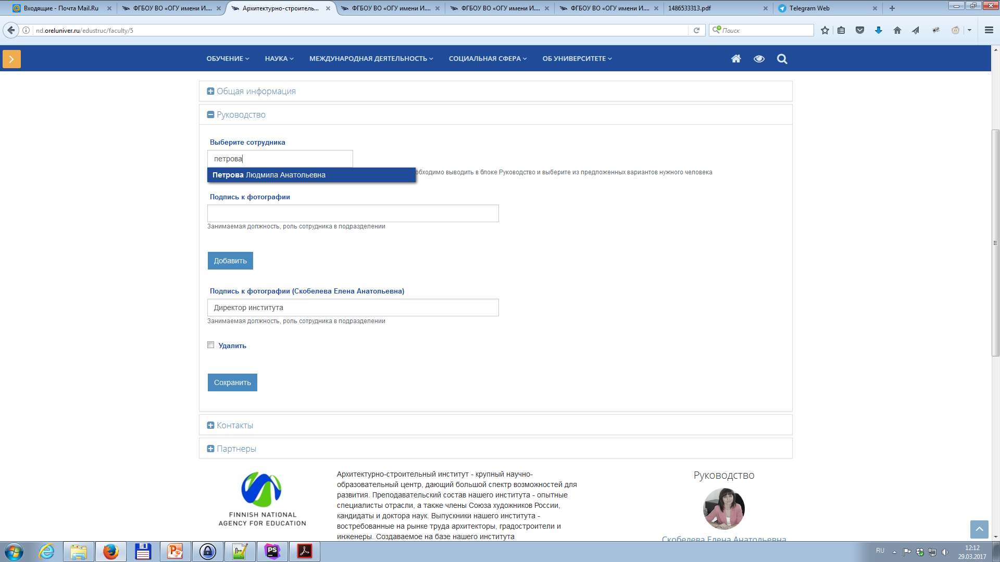 Входящие - Почта Mail.Ru
ФГБОУ ВО «ОГУ имени И....
Архитектурно-строитель...
ФГБОУ ВО «ОГУ имени И....
ФГБОУ ВО «ОГУ имени И....
ФГБОУ ВО «ОГУ имени И....
1486533313.pdf
Telegram Web
nd.oreluniver.ru/edustruc/faculty/5
Поиск
ОБУЧЕНИЕ
НАУКА
МЕЖДУНАРОДНАЯ ДЕЯТЕЛЬНОСТЬ
СОЦИАЛЬНАЯ СФЕРА
ОБ УНИВЕРСИТЕТЕ
Общая информация
Руководство
Выберите сотрудника
петрова
обходимо выводить в блоке Руководство и выберите из предложенных вариантов нужного человека
Петрова Людмила Анатольевна
Подпись к фотографии
Занимаемая должность, роль сотрудника в подразделении
Добавить
Подпись к фотографии (Скобелева Елена Анатольевна)
Директор института
Занимаемая должность, роль сотрудника в подразделении
Удалить
Сохранить
Контакты
Партнеры
FINNISH NATIONAL
AGENCY FOR EDUCATION
Архитектурно-строительный институт - крупный научно-
образовательный центр, дающий большой спектр возможностей для
развития. Преподавательский состав нашего института - опытные
специалисты отрасли, а также члены Союза художников России,
кандидаты и доктора наук. Выпускники нашего института -
востребованные на рынке труда архитекторы, градостроители и
инженеры. Создаваемое на базе нашего института
Руководство
Скобелева Елена Анатольевна
PS
RU
12:12
29.03.2017